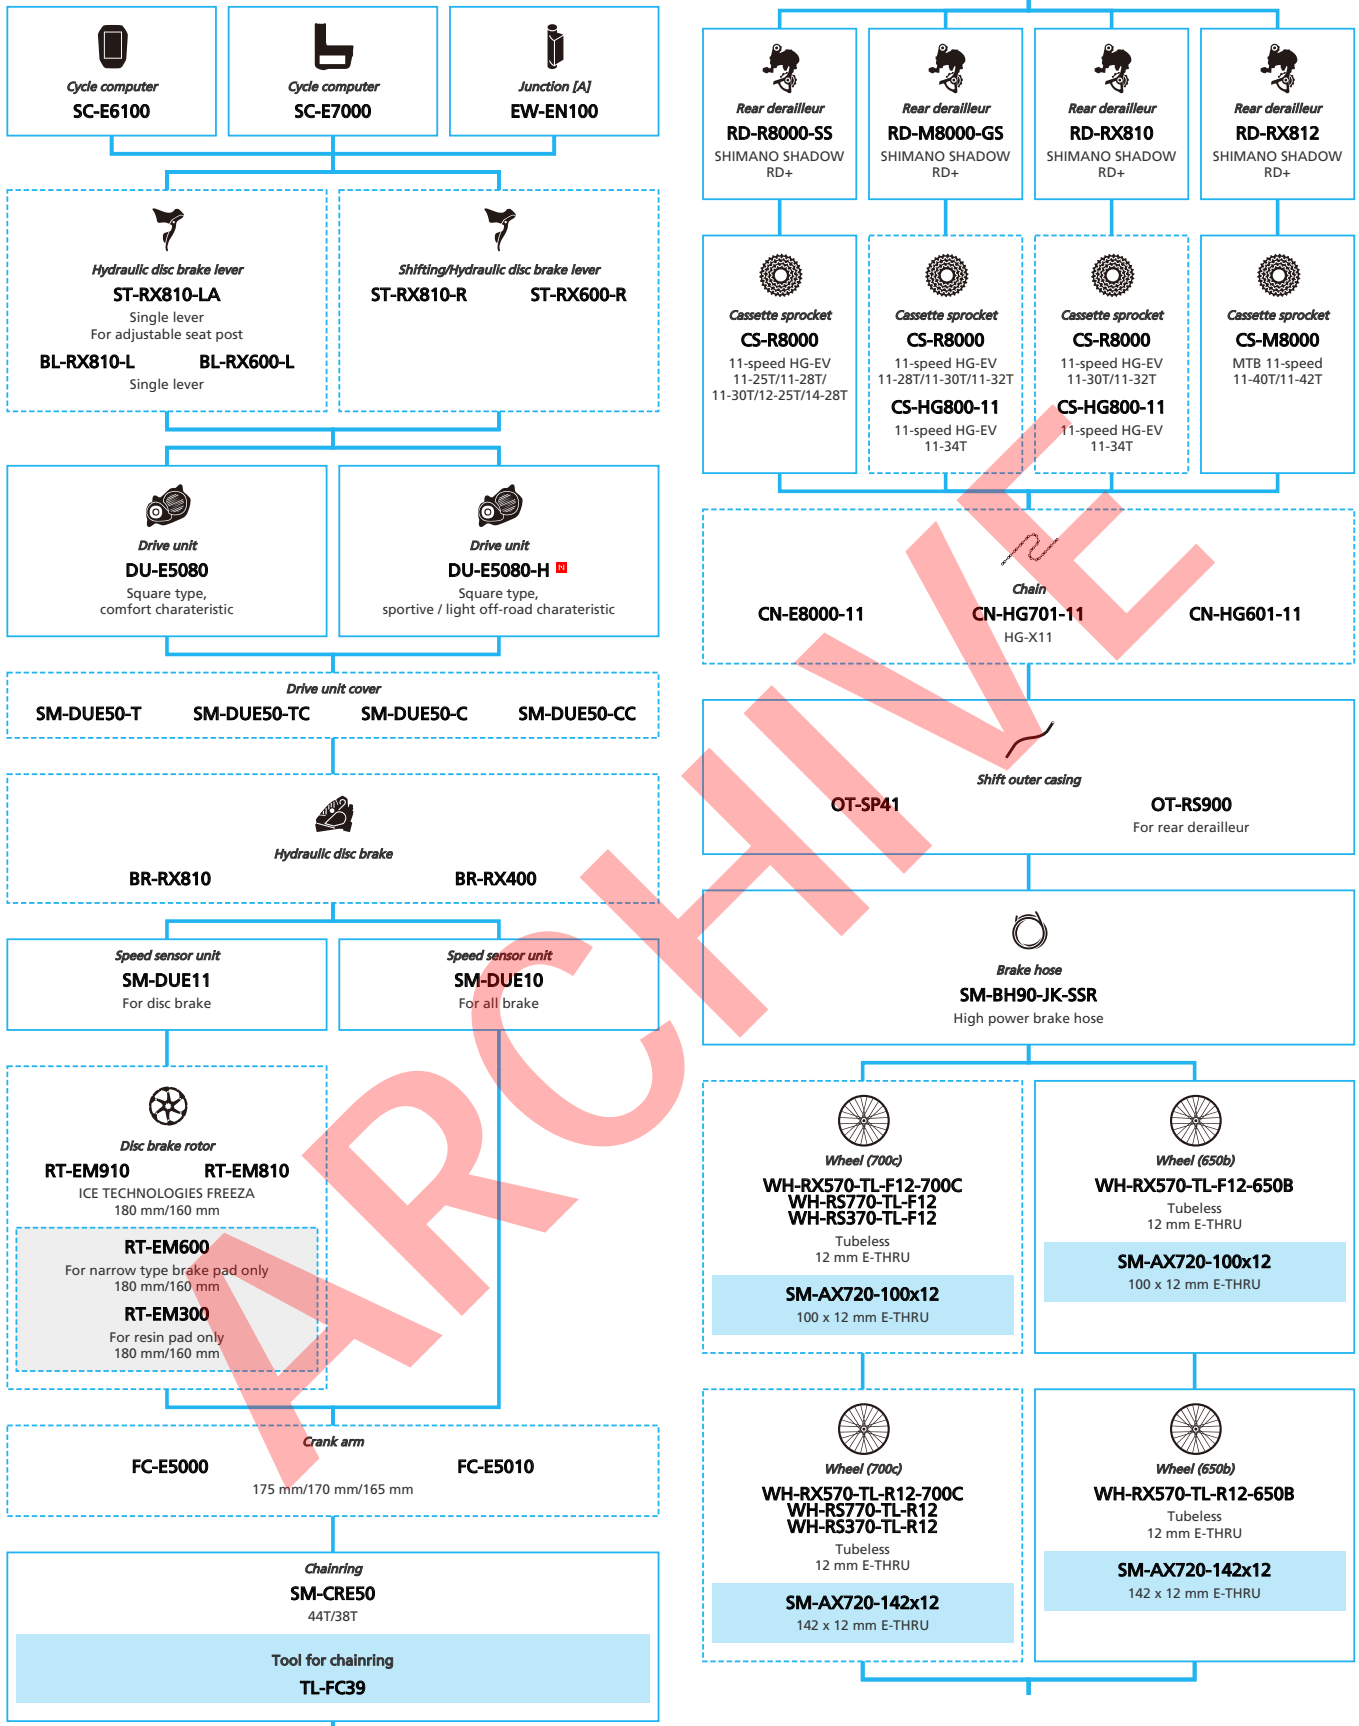 Cycle computer
SC-E6100
Cycle computer
SC-E7000
Junction [A]
EW-EN100
Hydraulic disc brake lever
ST-RX810-LA
Single lever
For adjustable seat post
BL-RX810-L BL-RX600-L
Single lever
Shifting/Hydraulic disc brake lever
ST-RX810-R ST-RX600-R
Drive unit
DU-E5080
Square type,
comfort charateristic
Drive unit
DU-E5080-H N
Square type,
sportive / light off-road charateristic
Drive unit cover
SM-DUE50-T SM-DUE50-TC SM-DUE50-C SM-DUE50-CC
Hydraulic disc brake
BR-RX810 BR-RX400
Speed sensor unit
SM-DUE11
For disc brake
Speed sensor unit
SM-DUE10
For all brake
Disc brake rotor
RT-EM910 RT-EM810
ICE TECHNOLOGIES FREEZA
180 mm/160 mm
RT-EM600
For narrow type brake pad only
180 mm/160 mm
RT-EM300
For resin pad only
180 mm/160 mm
Crank arm
FC-E5000 FC-E5010
175 mm/170 mm/165 mm
Chainring
SM-CRE50
44T/38T
Tool for chainring
TL-FC39
Rear derailleur
RD-R8000-SS
SHIMANO SHADOW
RD+
Rear derailleur
RD-M8000-GS
SHIMANO SHADOW
RD+
Rear derailleur
RD-RX810
SHIMANO SHADOW
RD+
Rear derailleur
RD-RX812
SHIMANO SHADOW
RD+
Cassette sprocket
CS-R8000
11-speed HG-EV
11-25T/11-28T/
11-30T/12-25T/14-28T
Cassette sprocket
CS-R8000
11-speed HG-EV
11-28T/11-30T/11-32T
CS-HG800-11
11-speed HG-EV
11-34T
Cassette sprocket
CS-R8000
11-speed HG-EV
11-30T/11-32T
CS-HG800-11
11-speed HG-EV
11-34T
Cassette sprocket
CS-M8000
MTB 11-speed
11-40T/11-42T
Chain
CN-E8000-11 CN-HG701-11 CN-HG601-11
HG-X11
Shift outer casing
OT-SP41 OT-RS900
For rear derailleur
Brake hose
SM-BH90-JK-SSR
High power brake hose
Wheel (700c)
WH-RX570-TL-F12-700C
WH-RS770-TL-F12
WH-RS370-TL-F12
Tubeless
12 mm E-THRU
SM-AX720-100x12
100 x 12 mm E-THRU
Wheel (650b)
WH-RX570-TL-F12-650B
Tubeless
12 mm E-THRU
SM-AX720-100x12
100 x 12 mm E-THRU
Wheel (700c)
WH-RX570-TL-R12-700C
WH-RS770-TL-R12
WH-RS370-TL-R12
Tubeless
12 mm E-THRU
SM-AX720-142x12
142 x 12 mm E-THRU
Wheel (650b)
WH-RX570-TL-R12-650B
Tubeless
12 mm E-THRU
SM-AX720-142x12
142 x 12 mm E-THRU
ARCHIVE